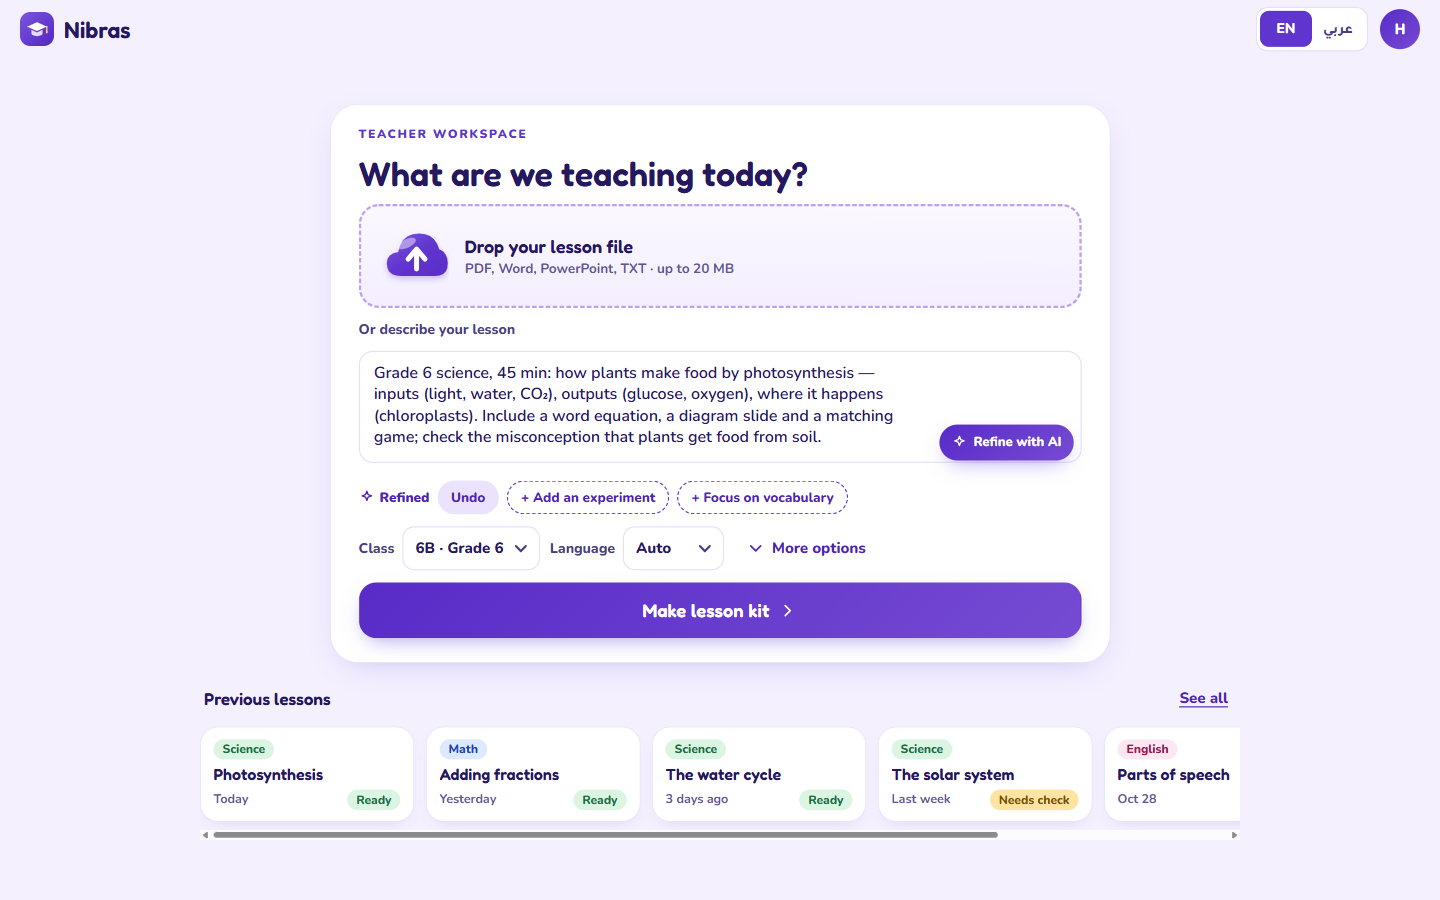 Nibras
EN
عربي
H
TEACHER WORKSPACE
What are we teaching today?
Drop your lesson file
PDF, Word, PowerPoint, TXT · up to 20 MB
Or describe your lesson
Grade 6 science, 45 min: how plants make food by photosynthesis —
inputs (light, water, CO₂), outputs (glucose, oxygen), where it happens
(chloroplasts). Include a word equation, a diagram slide and a matching
game; check the misconception that plants get food from soil.
Refine with AI
Refined
Undo
+ Add an experiment
+ Focus on vocabulary
Class
6B · Grade 6
Language
Auto
More options
Make lesson kit
Previous lessons
See all
Science
Photosynthesis
Today
Ready
Math
Adding fractions
Yesterday
Ready
Science
The water cycle
3 days ago
Ready
Science
The solar system
Last week
Needs check
English
Parts of speech
Oct 28